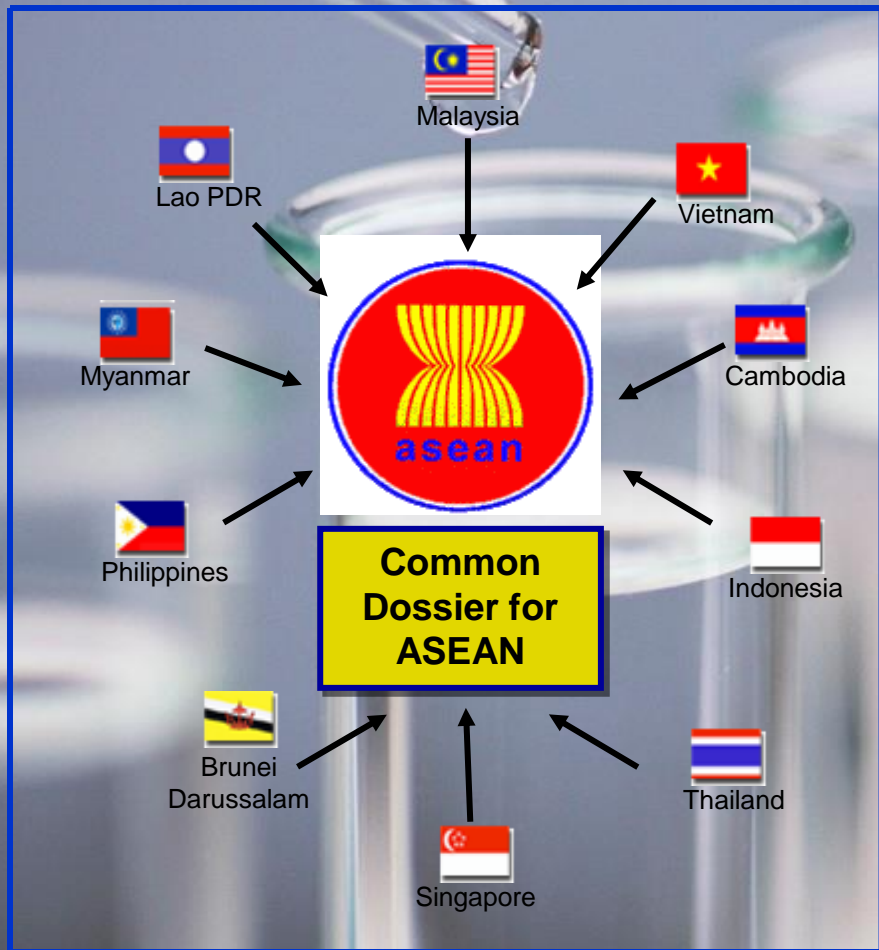 Malaysia
Lao PDR
Vietnam
Myanmar
Cambodia
asean
Philippines
Indonesia
Common
Dossier for
ASEAN
Brunei
Darussalam
Thailand
Singapore